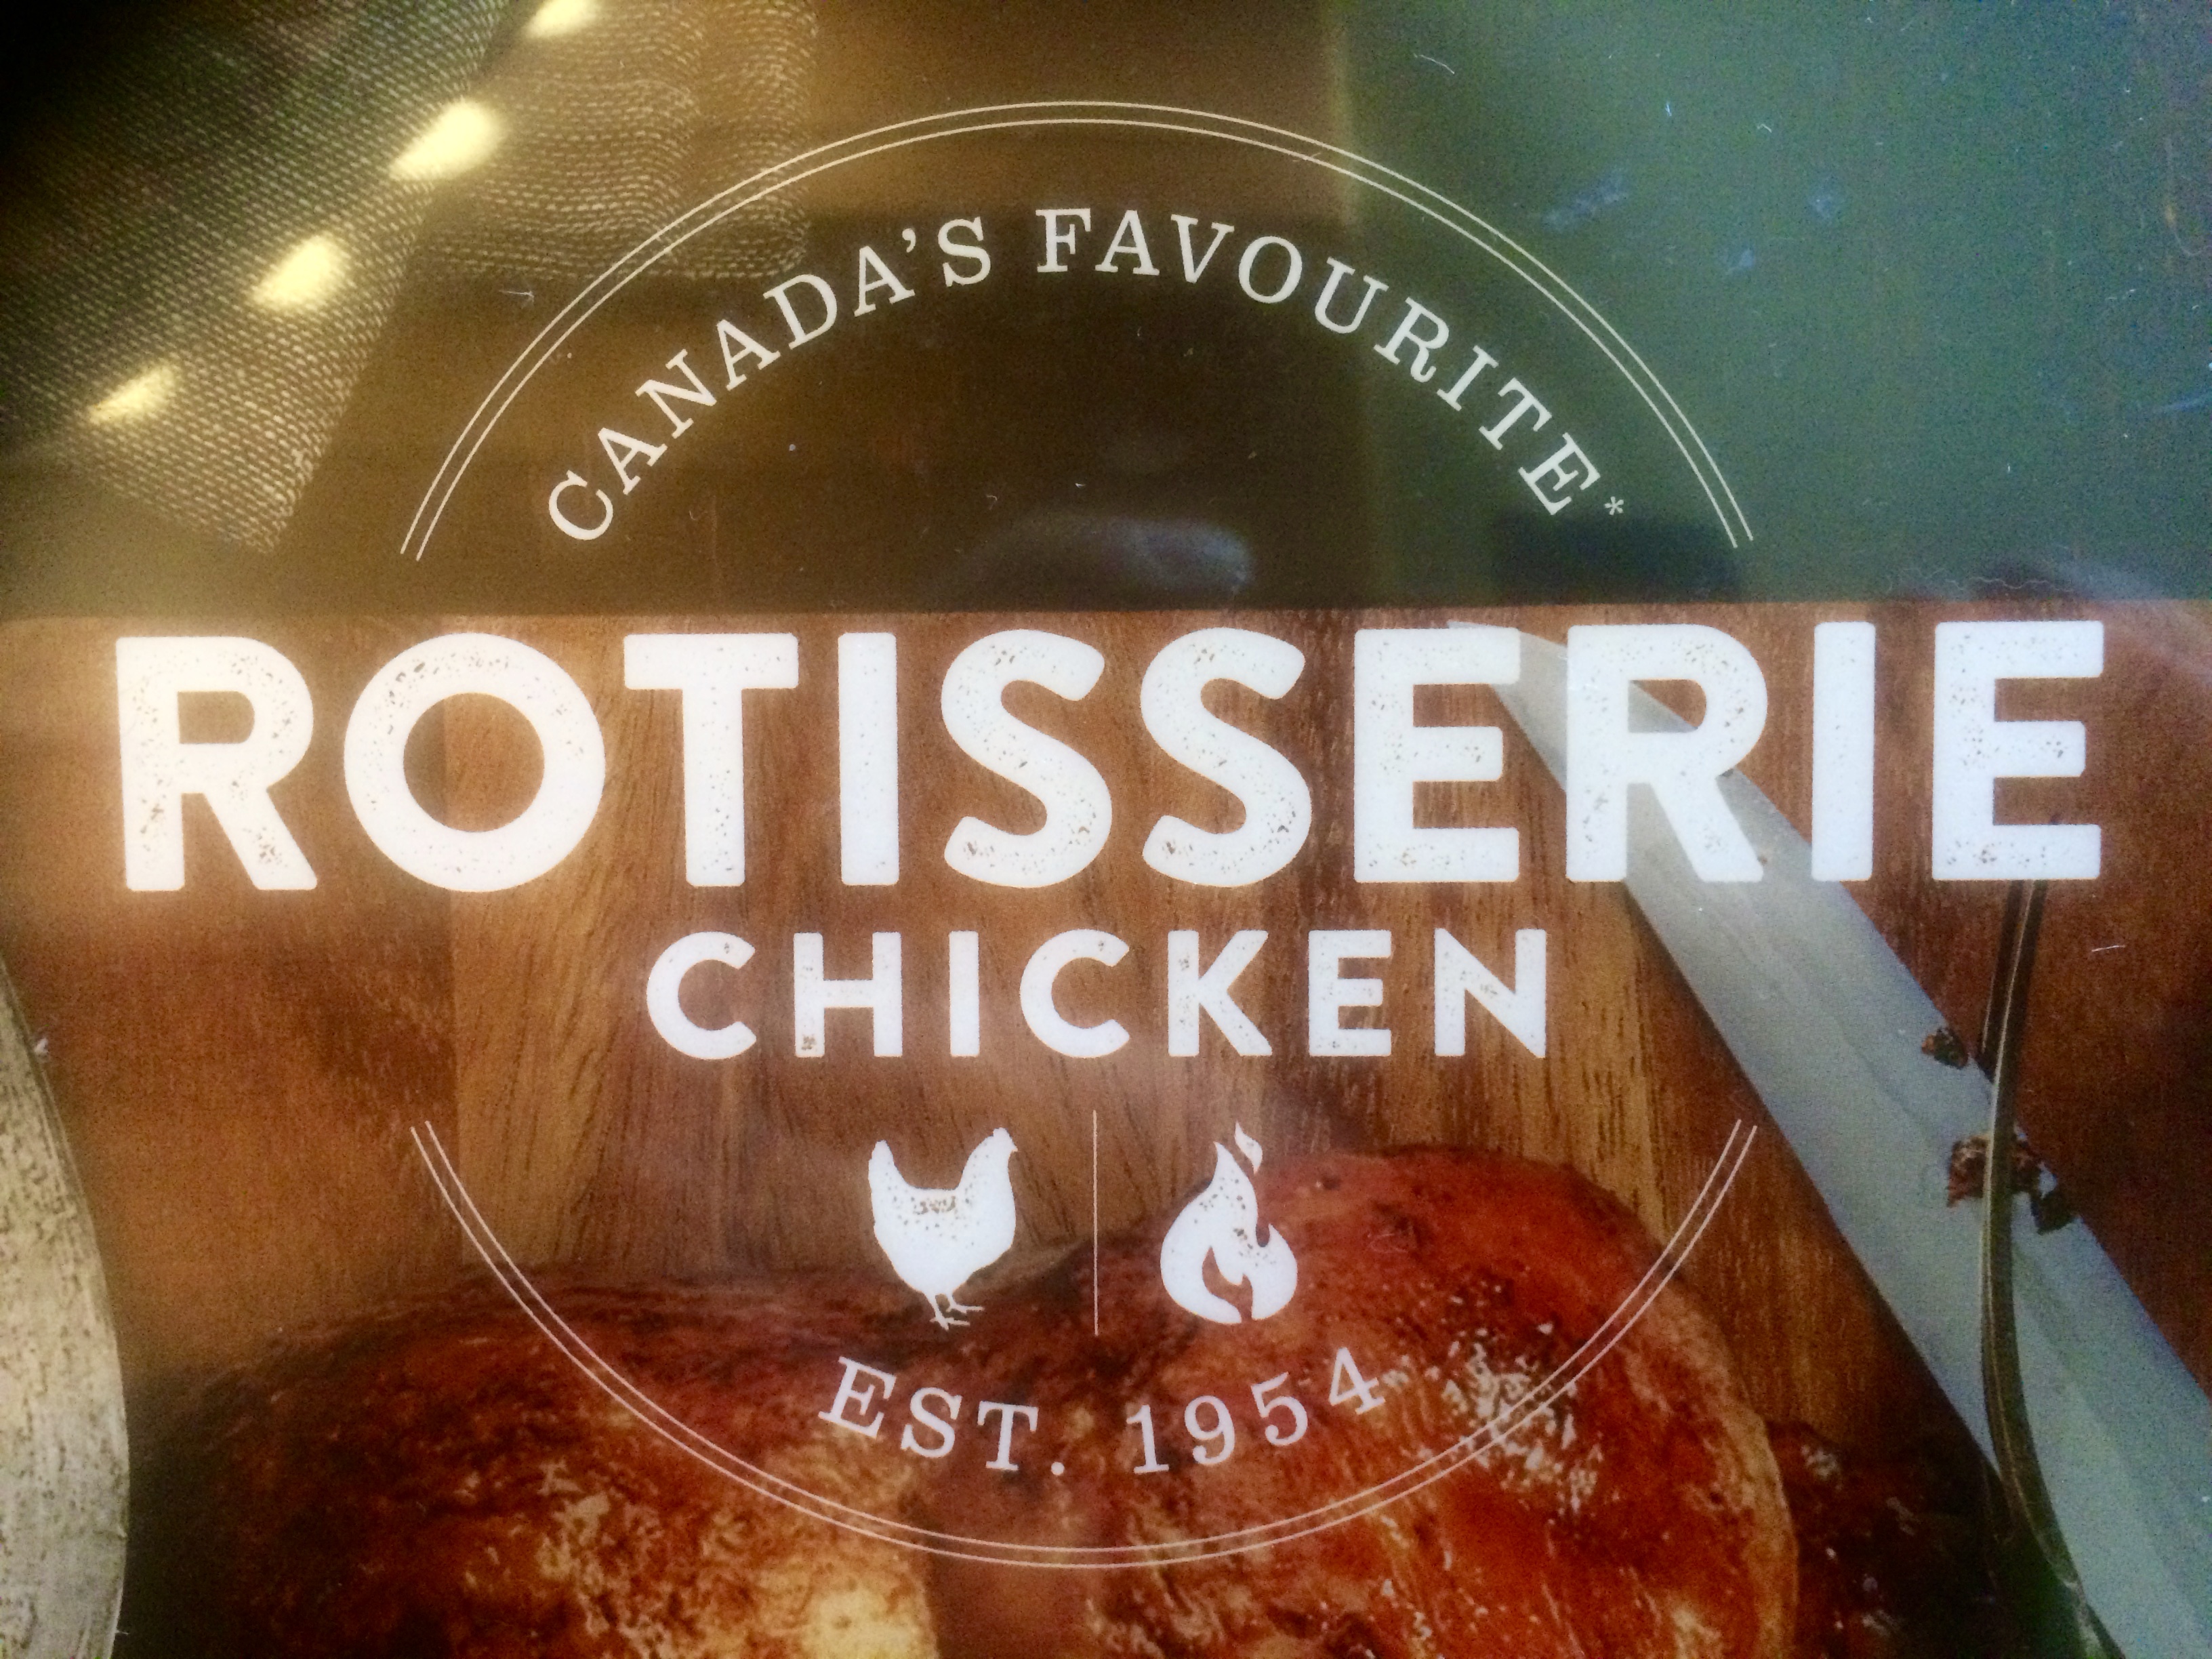 CANADA'S FAVOURITE*
ROTISSERIE
CHICKEN
EST. 1954